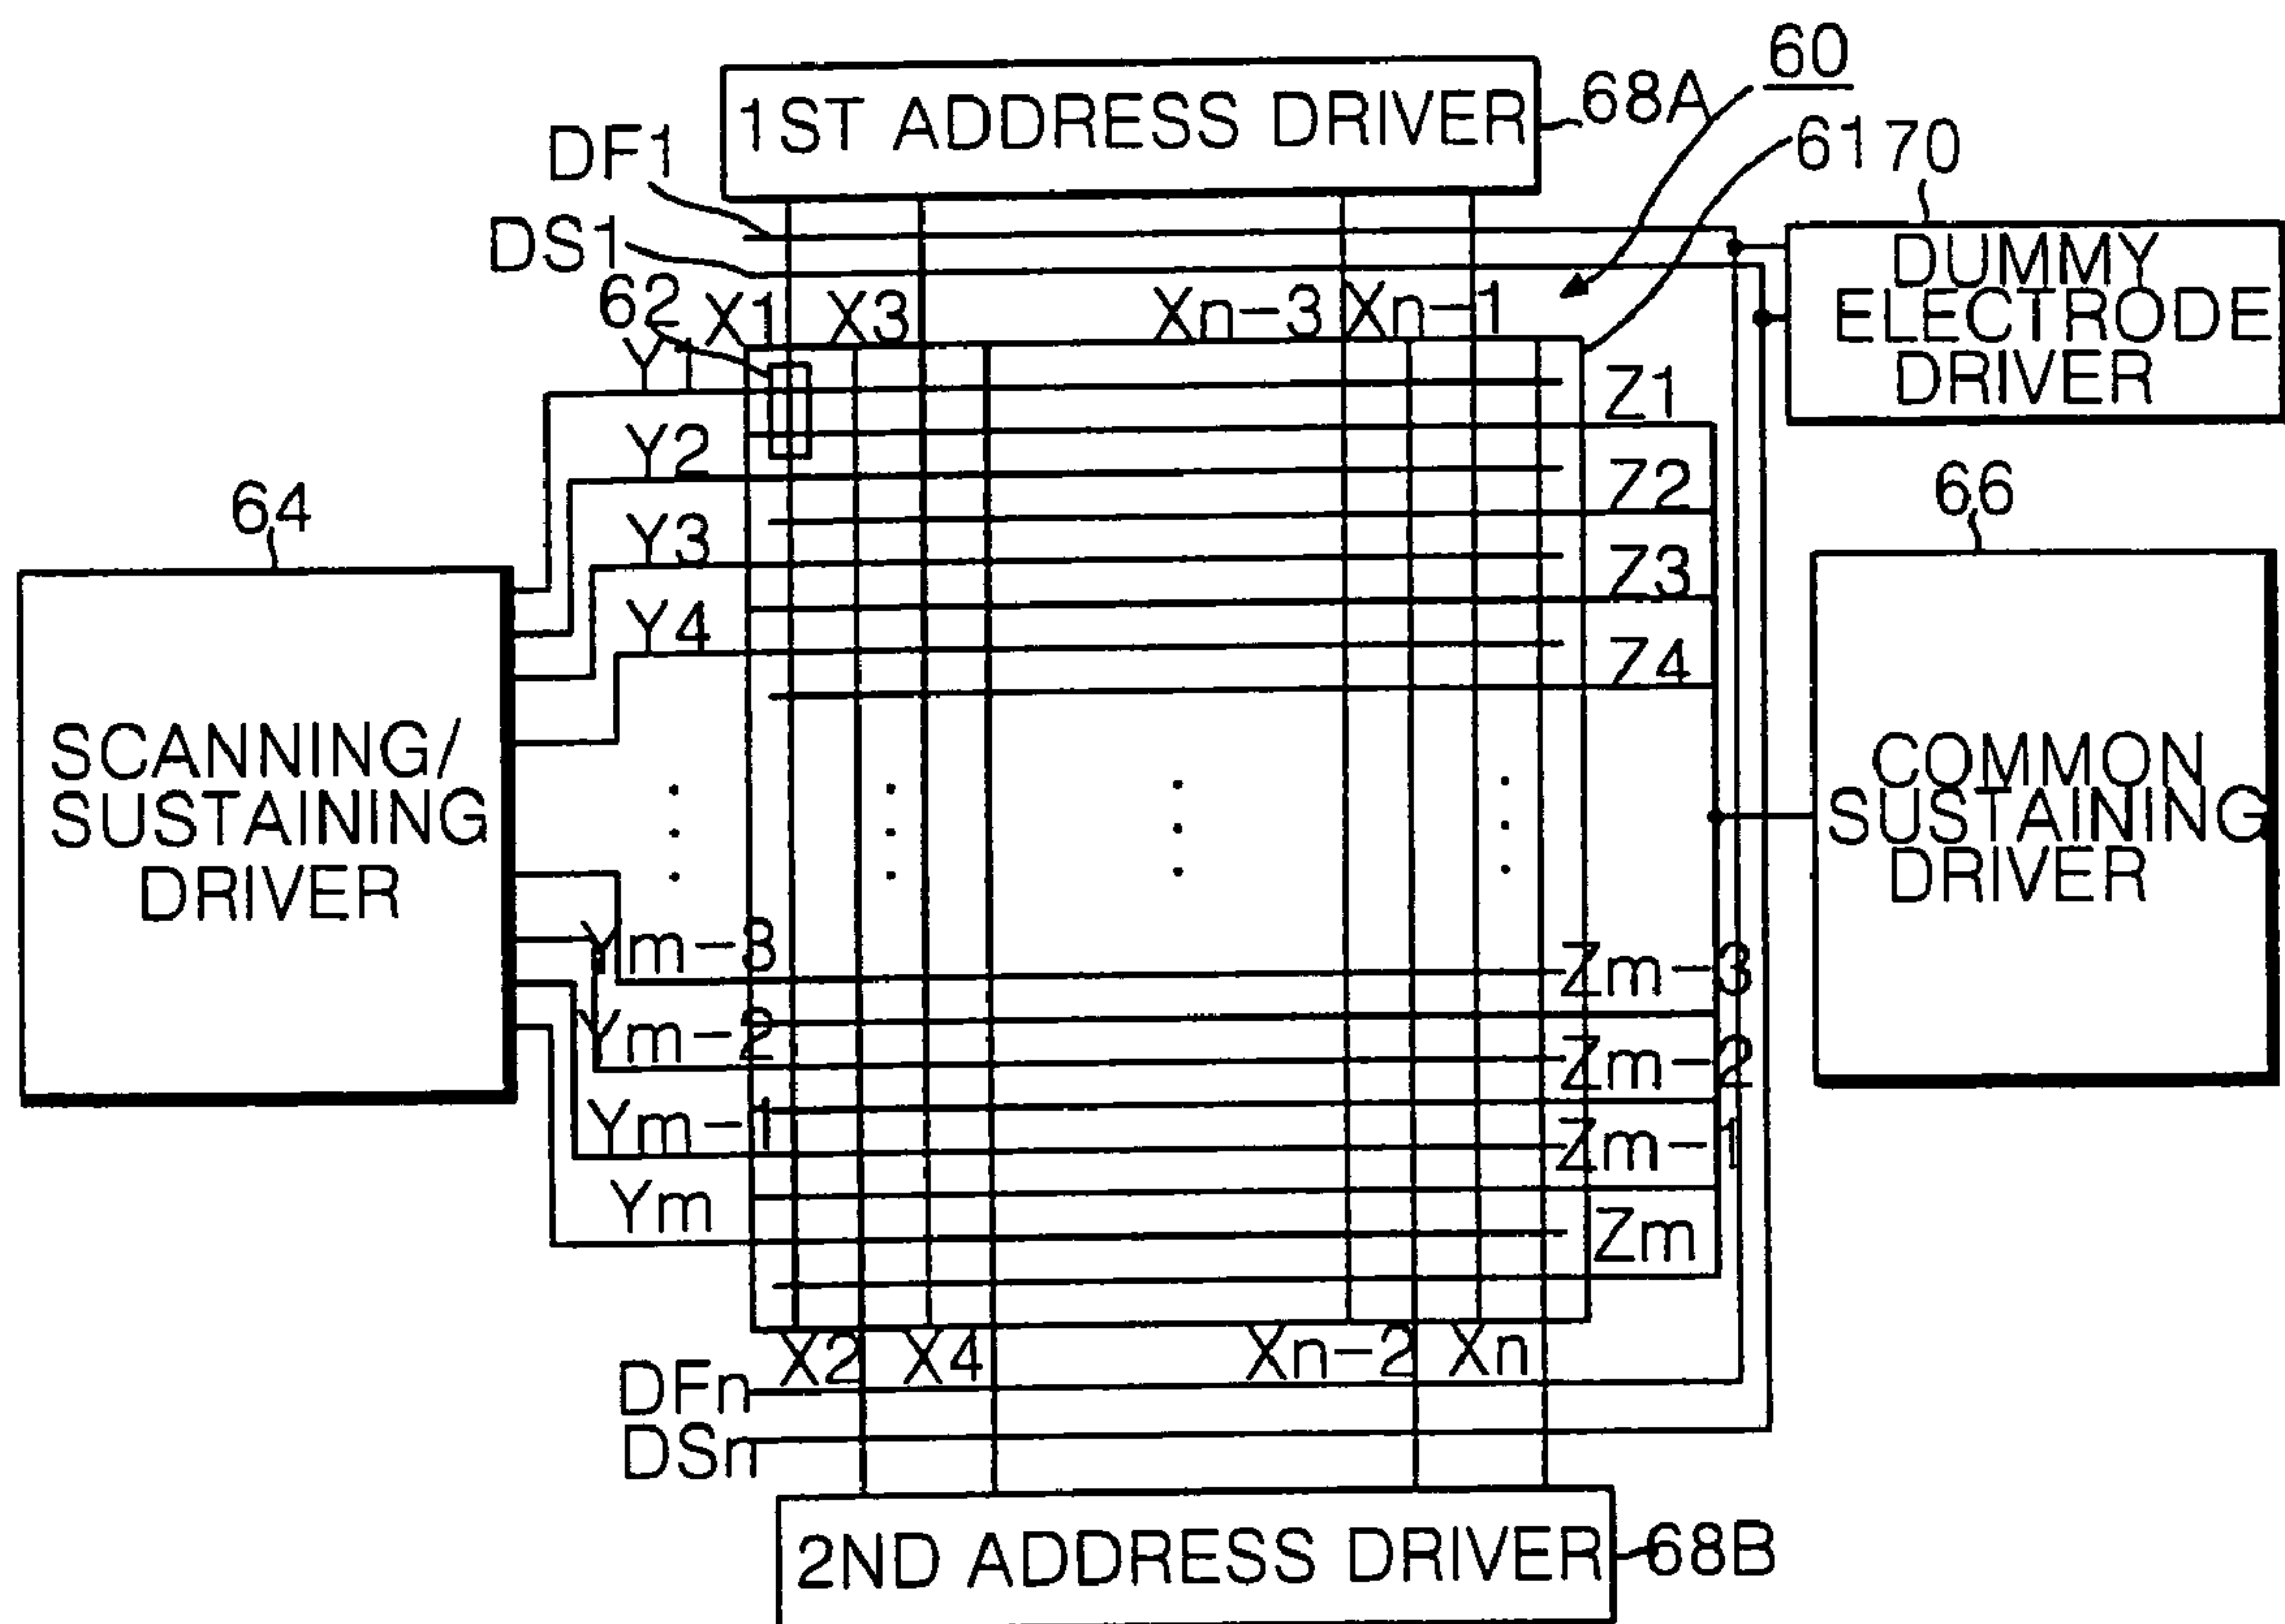 60
1ST ADDRESS DRIVER
68A
DF1
61
70
DS1
DUMMY
ELECTRODE
DRIVER
62
X1
X3
Xn-3
Xn-1
Y1
Z1
Y2
Z2
64
66
Y3
Z3
Y4
Z4
SCANNING/
SUSTAINING
DRIVER
COMMON
SUSTAINING
DRIVER
Ym-3
Zm-3
Ym-2
Zm-2
Ym-1
Zm-1
Ym
Zm
X2
X4
Xn-2
Xn
DFn
DSn
2ND ADDRESS DRIVER
68B